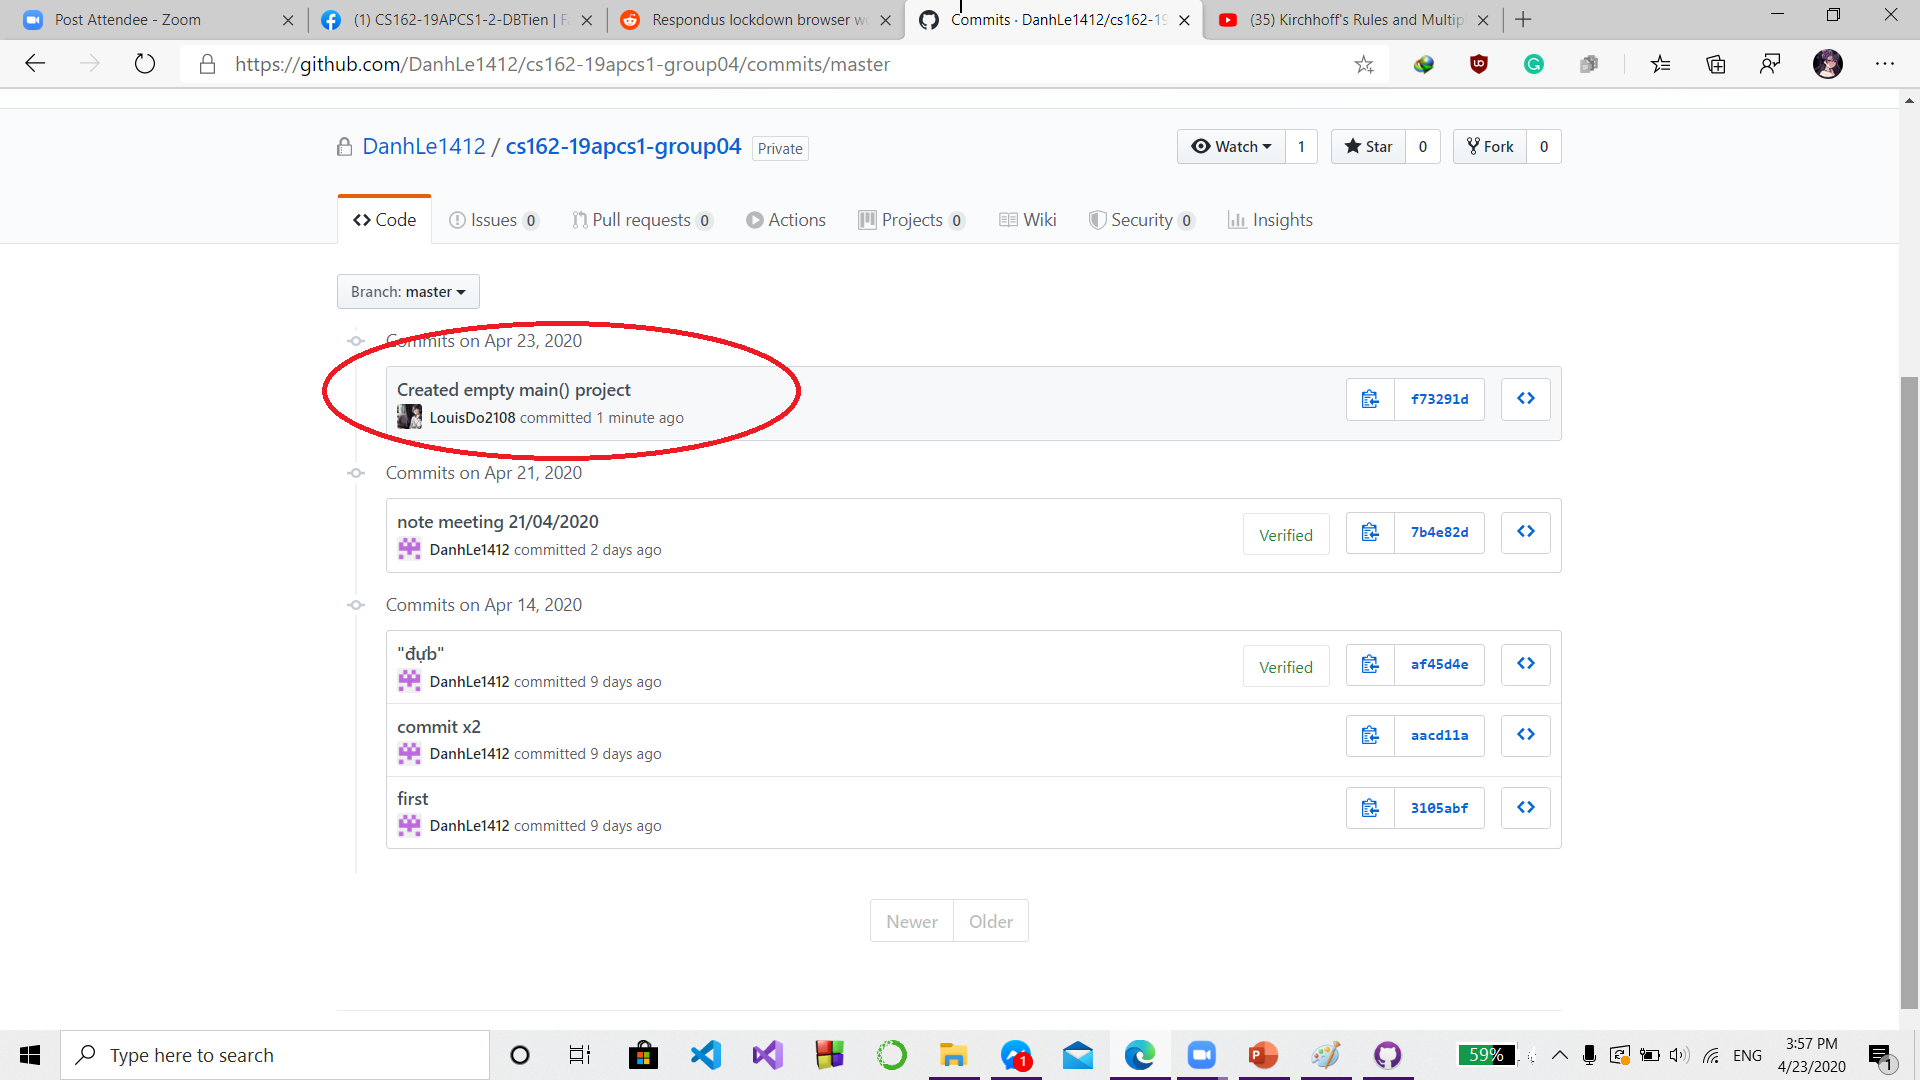 Post Attendee - Zoom
(1) CS162-19APCS1-2-DBTien | F
Respondus lockdown browser w
Commits · DanhLe1412/cs162-19
(35) Kirchhoff's Rules and Multip
https://github.com/DanhLe1412/cs162-19apcs1-group04/commits/master
DanhLe1412 / cs162-19apcs1-group04 Private
Watch 1 Star 0 Fork 0
Code Issues 0 Pull requests 0 Actions Projects 0 Wiki Security 0 Insights
Branch: master
Commits on Apr 23, 2020
Created empty main() project
LouisDo2108 committed 1 minute ago
f73291d
Commits on Apr 21, 2020
note meeting 21/04/2020
DanhLe1412 committed 2 days ago
Verified 7b4e82d
Commits on Apr 14, 2020
"đựb"
DanhLe1412 committed 9 days ago
Verified af45d4e
commit x2
DanhLe1412 committed 9 days ago
aacd11a
first
DanhLe1412 committed 9 days ago
3105abf
Newer Older
Type here to search
1
59%
ENG
3:57 PM
4/23/2020
1